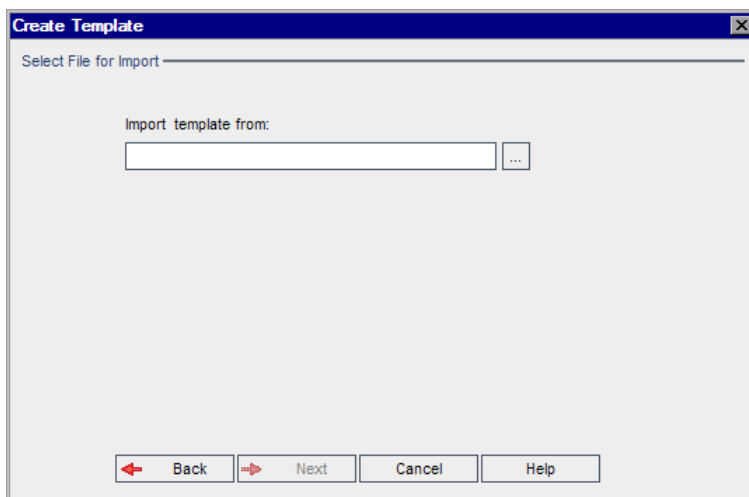 Create Template
Select File for Import
Import template from:
...
Back Next Cancel Help